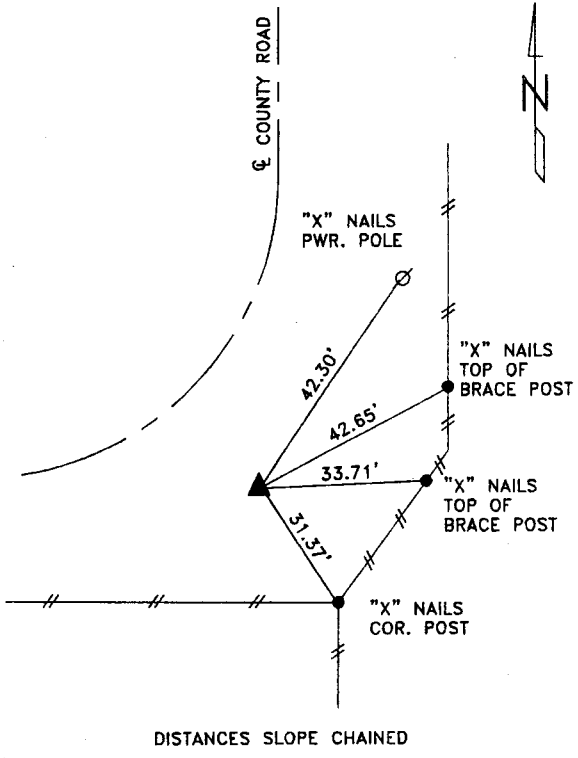 ℄ COUNTY ROAD
N
"X" NAILS
PWR. POLE
42.30'
"X" NAILS
TOP OF
BRACE POST
42.65'
33.71'
"X" NAILS
TOP OF
BRACE POST
31.37'
"X" NAILS
COR. POST
DISTANCES SLOPE CHAINED